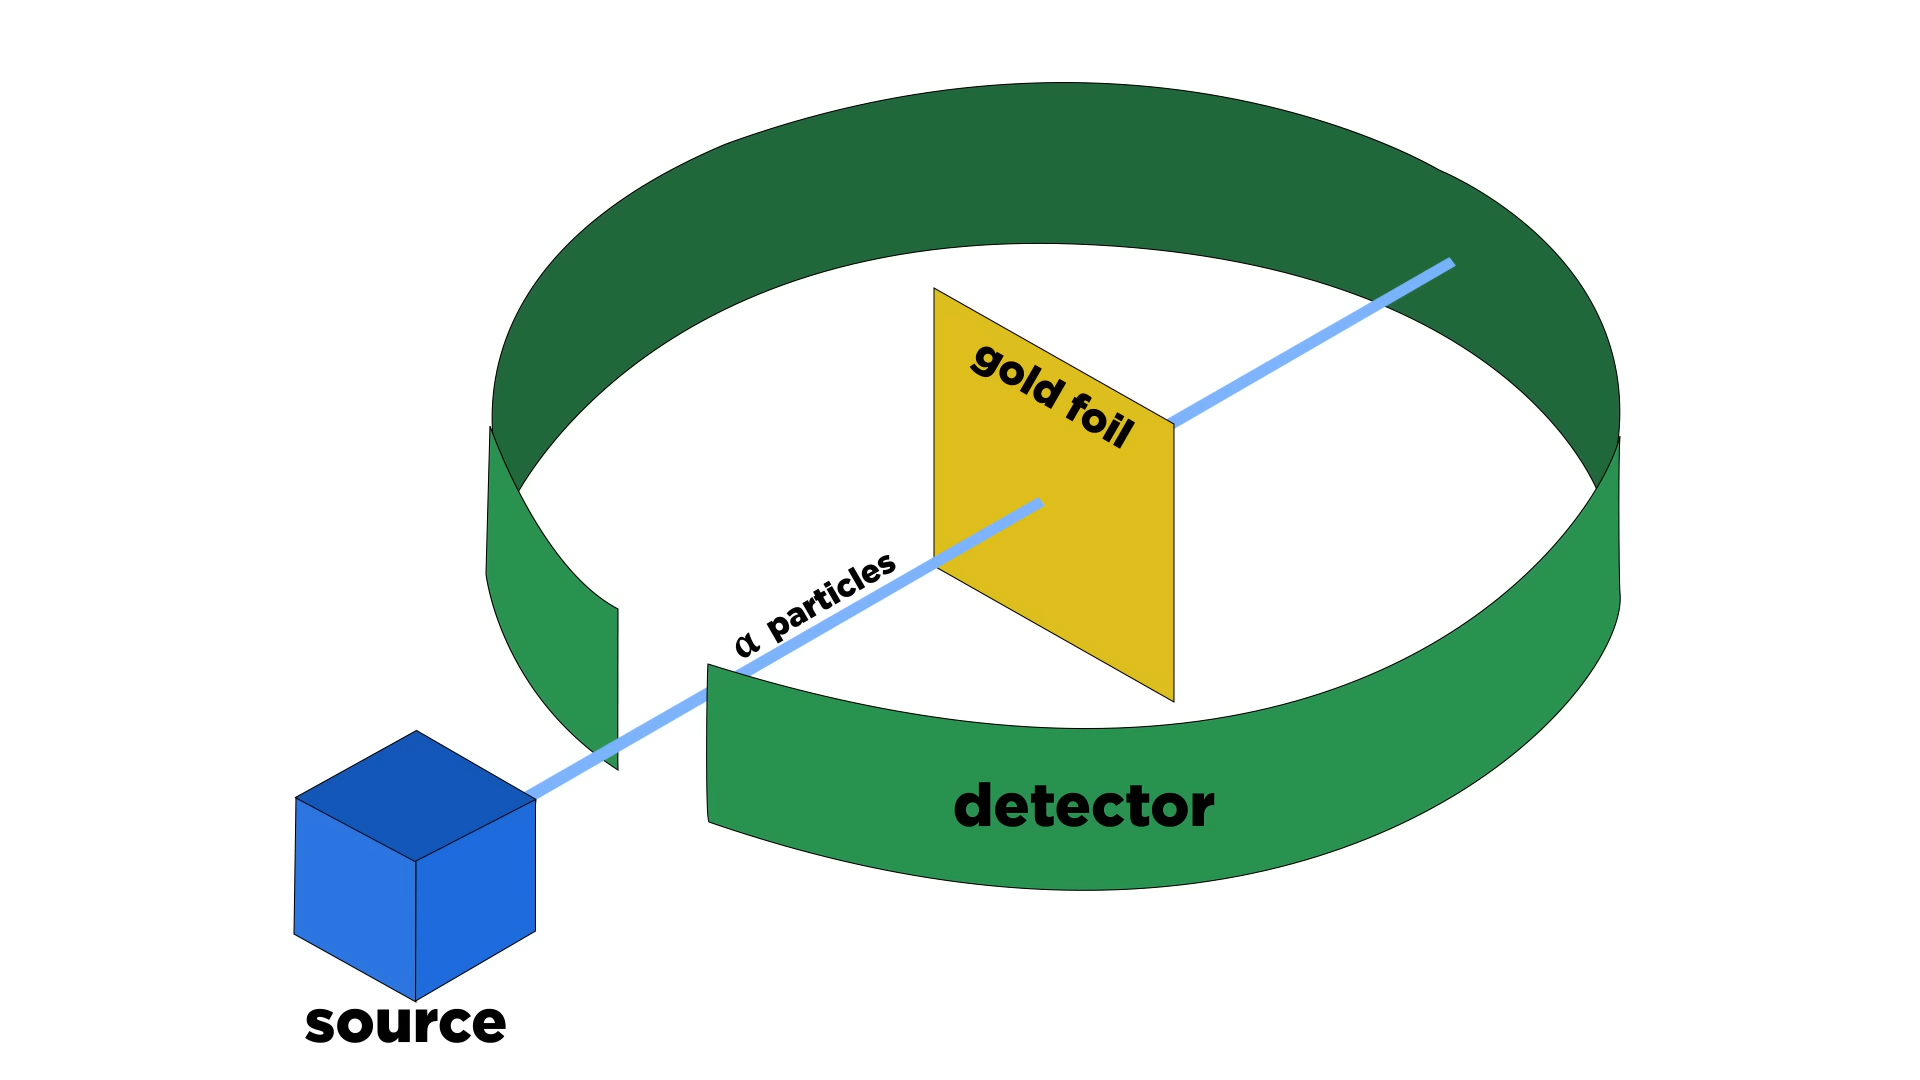 gold foil
α particles
detector
source